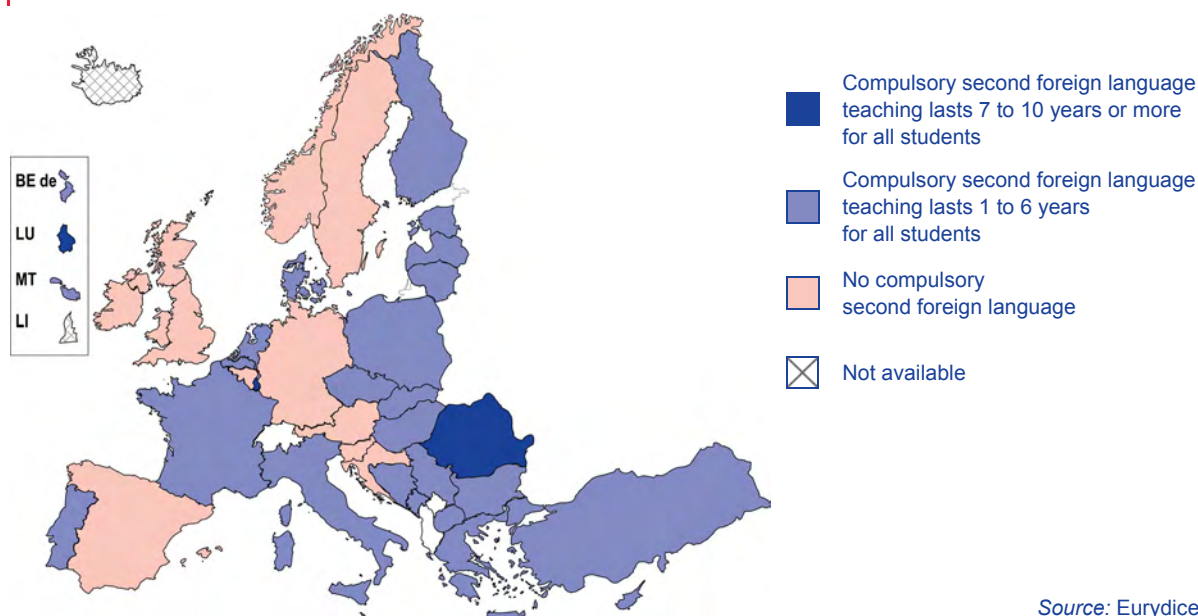 BE de
LU
MT
LI
Compulsory second foreign language
teaching lasts 7 to 10 years or more
for all students
Compulsory second foreign language
teaching lasts 1 to 6 years
for all students
No compulsory
second foreign language
Not available
Source: Eurydice